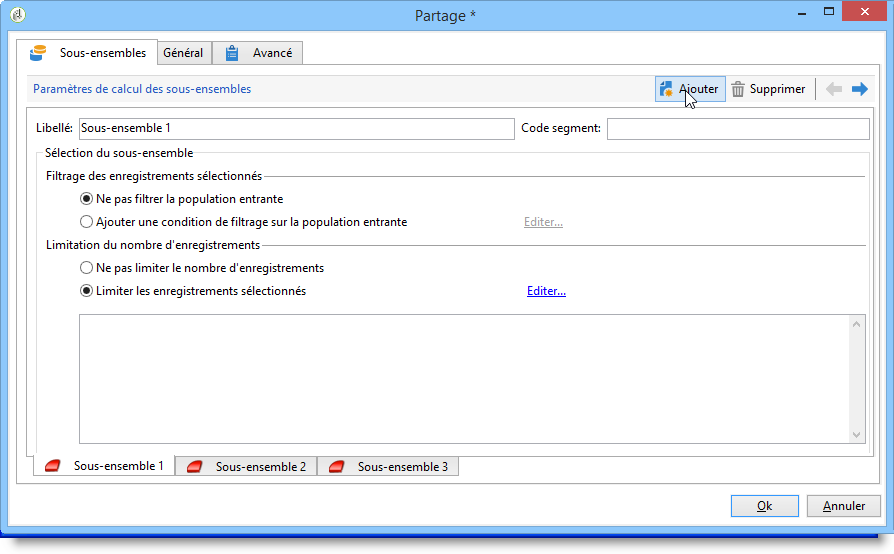 Partage *
Sous-ensembles Général Avancé
Paramètres de calcul des sous-ensembles Ajouter Supprimer
Libellé: Sous-ensemble 1 Code segment:
Sélection du sous-ensemble
Filtrage des enregistrements sélectionnés
Ne pas filtrer la population entrante
Ajouter une condition de filtrage sur la population entrante Editer...
Limitation du nombre d'enregistrements
Ne pas limiter le nombre d'enregistrements
Limiter les enregistrements sélectionnés Editer...
Sous-ensemble 1 Sous-ensemble 2 Sous-ensemble 3
Ok Annuler